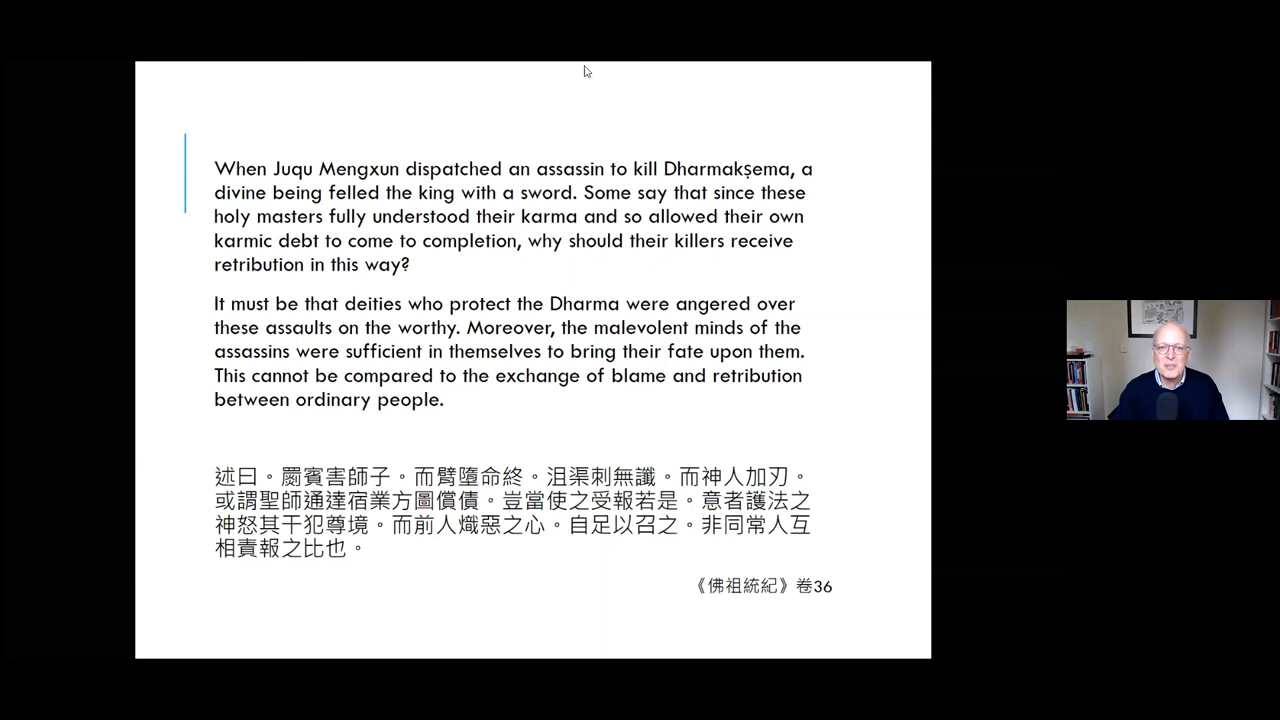 When Juqu Mengxun dispatched an assassin to kill Dharmakṣema, a
divine being felled the king with a sword. Some say that since these
holy masters fully understood their karma and so allowed their own
karmic debt to come to completion, why should their killers receive
retribution in this way?
It must be that deities who protect the Dharma were angered over
these assaults on the worthy. Moreover, the malevolent minds of the
assassins were sufficient in themselves to bring their fate upon them.
This cannot be compared to the exchange of blame and retribution
between ordinary people.
述曰。罽賓害師子。而臂墮命終。沮渠刺無讖。而神人加刃。
或謂聖師通達宿業方圖償債。豈當使之受報若是。意者護法之
神怒其干犯尊境。而前人熾惡之心。自足以召之。非同常人互
相責報之比也。
《佛祖統紀》卷36